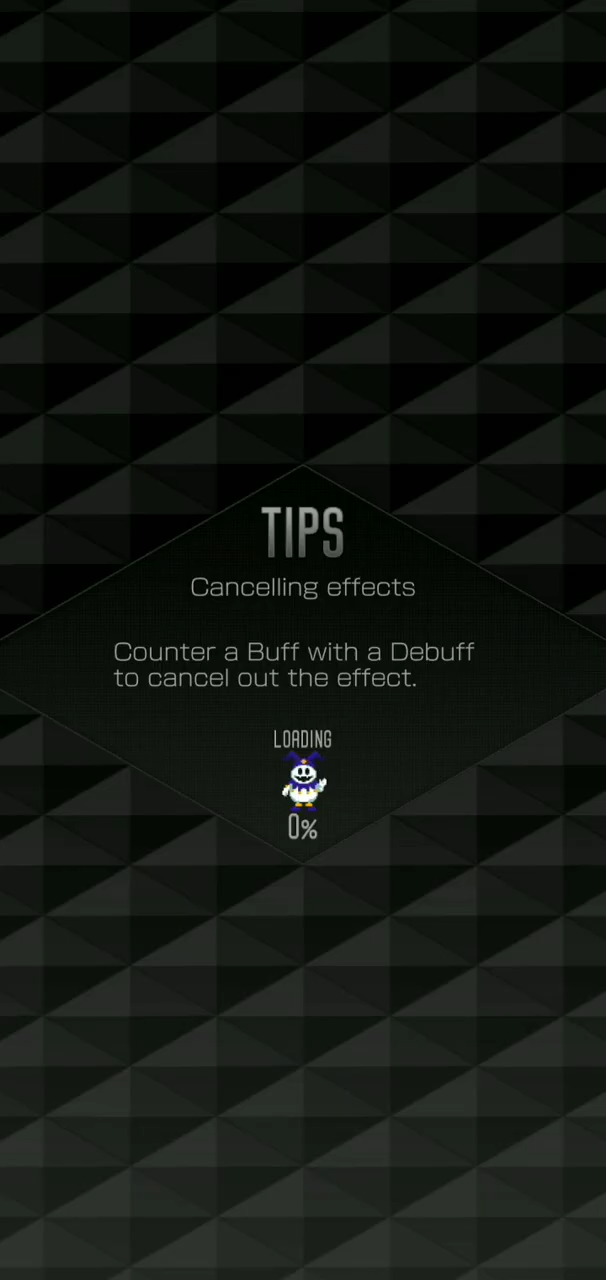 TIPS
Cancelling effects
Counter a Buff with a Debuff
to cancel out the effect.
LOADING
0%